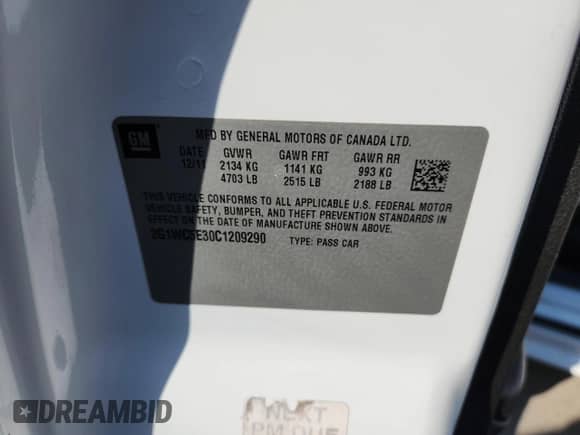 GM
MFD BY GENERAL MOTORS OF CANADA LTD.
DATE GVWR GAWR FRT GAWR RR
12/11 2134 KG 1141 KG 993 KG
4703 LB 2515 LB 2188 LB
THIS VEHICLE CONFORMS TO ALL APPLICABLE U.S. FEDERAL MOTOR
VEHICLE SAFETY, BUMPER, AND THEFT PREVENTION STANDARDS IN
EFFECT ON THE DATE OF MANUFACTURE SHOWN ABOVE.
2G1WC5E30C1209290 TYPE: PASS CAR
DREAMBID